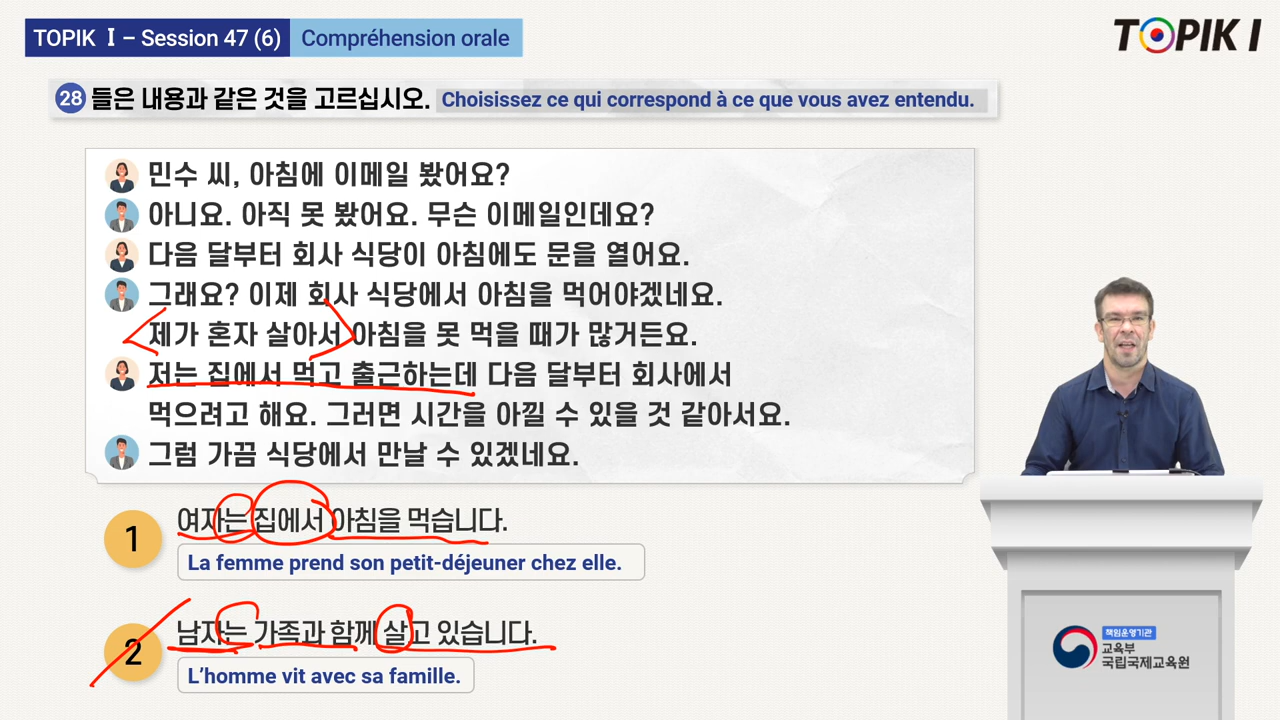 TOPIK Ⅰ – Session 47 (6) Compréhension orale
TOPIK I
28 들은 내용과 같은 것을 고르십시오. Choisissez ce qui correspond à ce que vous avez entendu.
민수 씨, 아침에 이메일 봤어요?
아니요. 아직 못 봤어요. 무슨 이메일인데요?
다음 달부터 회사 식당이 아침에도 문을 열어요.
그래요? 이제 회사 식당에서 아침을 먹어야겠네요.
제가 혼자 살아서 아침을 못 먹을 때가 많거든요.
저는 집에서 먹고 출근하는데 다음 달부터 회사에서
먹으려고 해요. 그러면 시간을 아낄 수 있을 것 같아서요.
그럼 가끔 식당에서 만날 수 있겠네요.
1 여자는 집에서 아침을 먹습니다.
La femme prend son petit-déjeuner chez elle.
2 남자는 가족과 함께 살고 있습니다.
L’homme vit avec sa famille.
책임운영기관
교육부
국립국제교육원